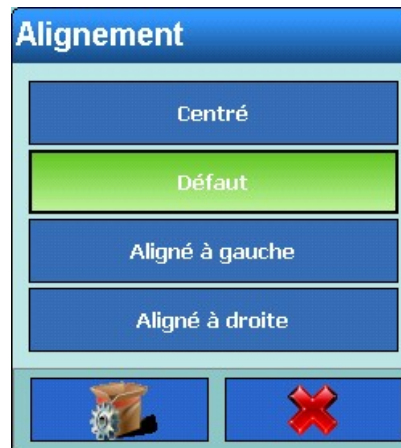 Alignement
Centré
Défaut
Aligné à gauche
Aligné à droite